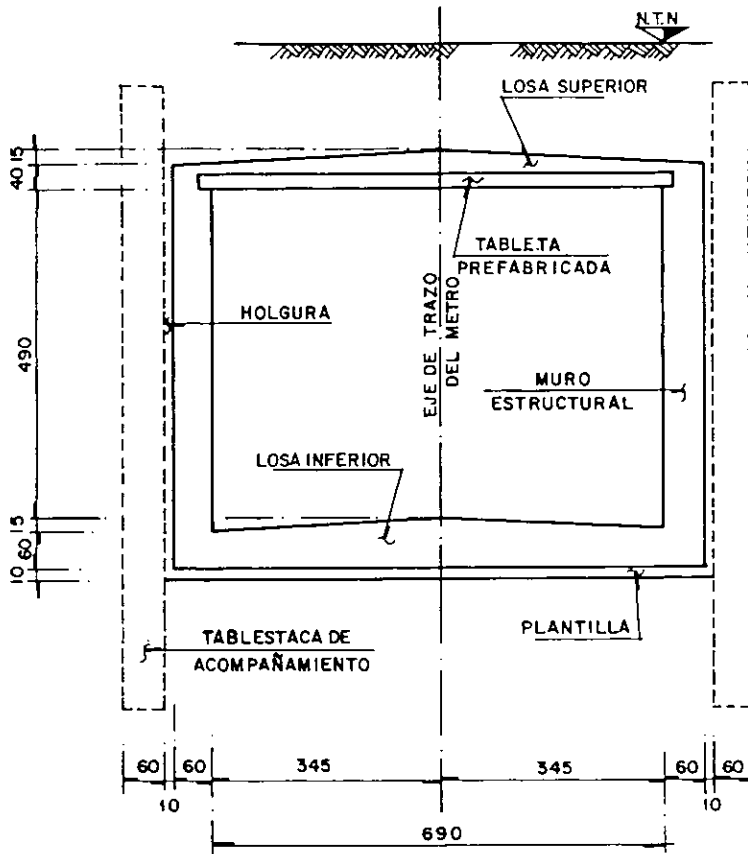 N.T.N
LOSA SUPERIOR
40 15
TABLETA
PREFABRICADA
HOLGURA
EJE DE TRAZO
DEL METRO
490
MURO
ESTRUCTURAL
LOSA INFERIOR
15
60
10
PLANTILLA
TABLESTACA DE
ACOMPAÑAMIENTO
60 60 345 345 60 60
10 10
690